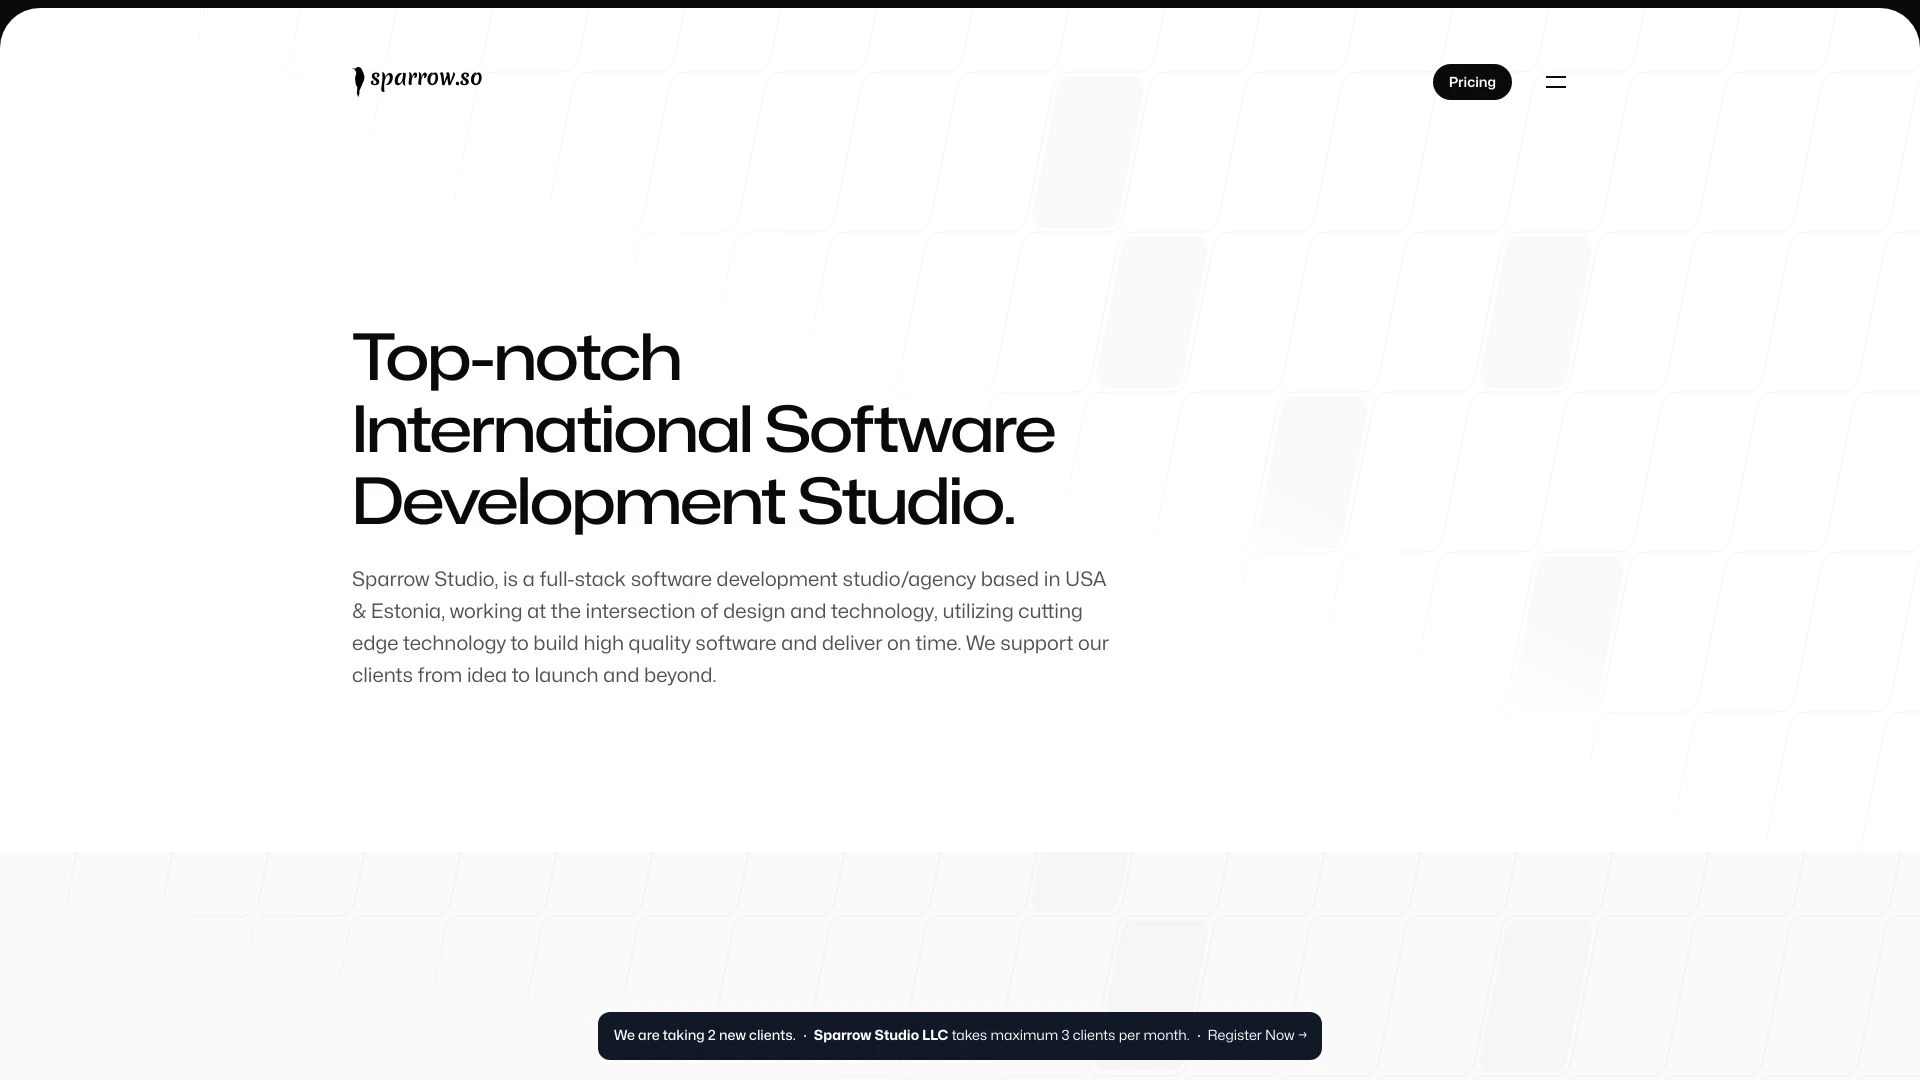 sparrow.so
Pricing
Top-notch
International Software
Development Studio.
Sparrow Studio, is a full-stack software development studio/agency based in USA
& Estonia, working at the intersection of design and technology, utilizing cutting
edge technology to build high quality software and deliver on time. We support our
clients from idea to launch and beyond.
We are taking 2 new clients. · Sparrow Studio LLC takes maximum 3 clients per month. · Register Now →